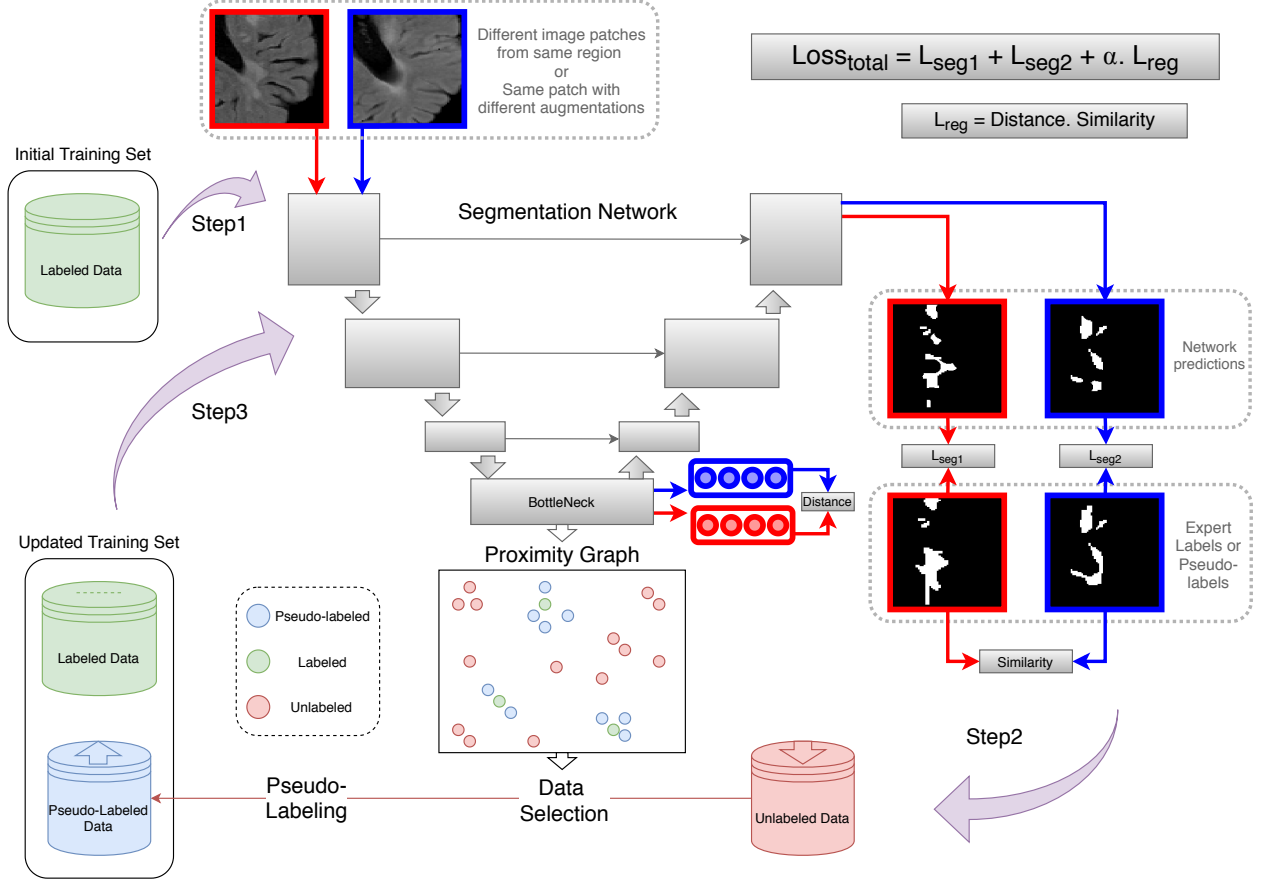 Different image patches
from same region
or
Same patch with
different augmentations
Loss_total = L_seg1 + L_seg2 + α. L_reg
L_reg = Distance. Similarity
Initial Training Set
Labeled Data
Step1
Segmentation Network
Network
predictions
Step3
L_seg1
L_seg2
BottleNeck
Distance
Expert
Labels or
Pseudo-
labels
Updated Training Set
Proximity Graph
Pseudo-labeled
Labeled
Unlabeled
Labeled Data
Similarity
Step2
Pseudo-
Labeling
Data
Selection
Pseudo-Labeled
Data
Unlabeled Data